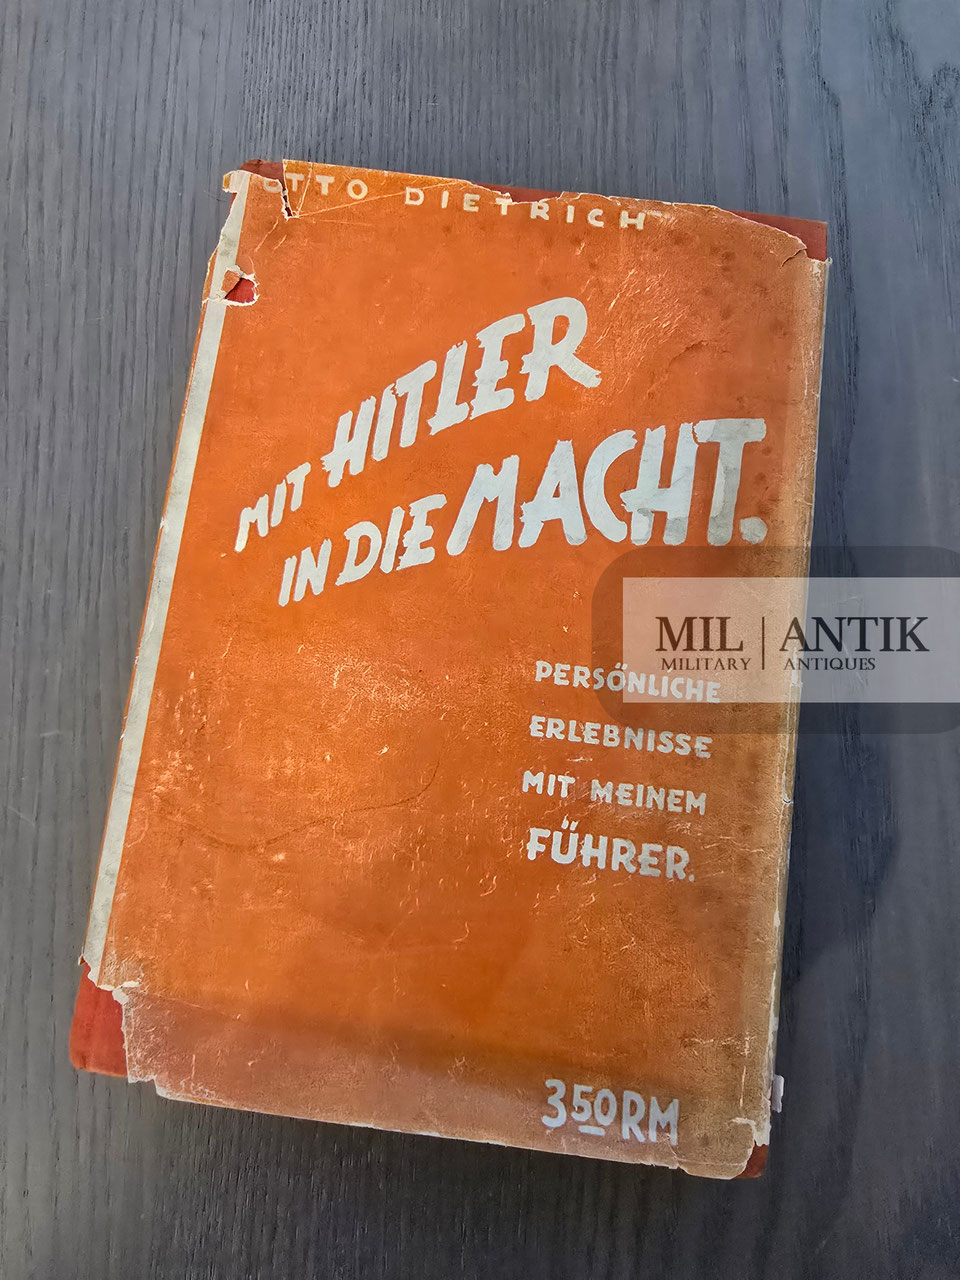 OTTO DIETRICH
MIT HITLER
IN DIE MACHT.
PERSÖNLICHE
ERLEBNISSE
MIT MEINEM
FÜHRER.
350RM
MIL | ANTIK
MILITARY | ANTIQUES